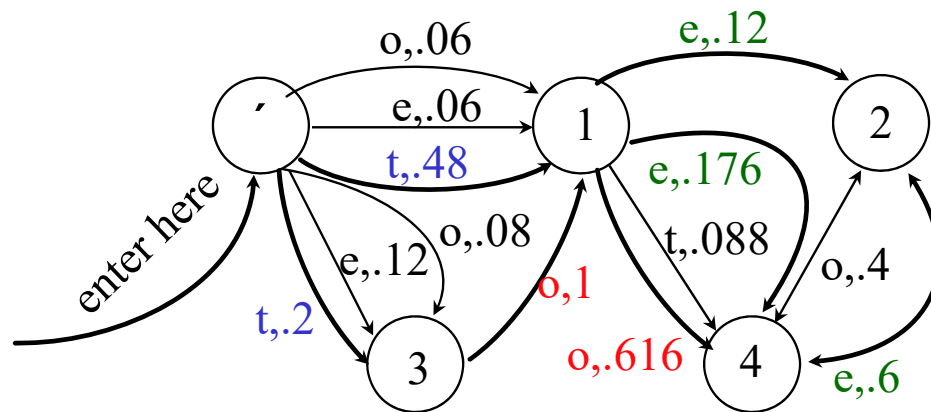 o,.06
e,.12
e,.06
´
1
2
t,.48
e,.176
enter here
o,.08
t,.088
e,.12
o,.4
o,1
t,.2
3
o,.616
4
e,.6